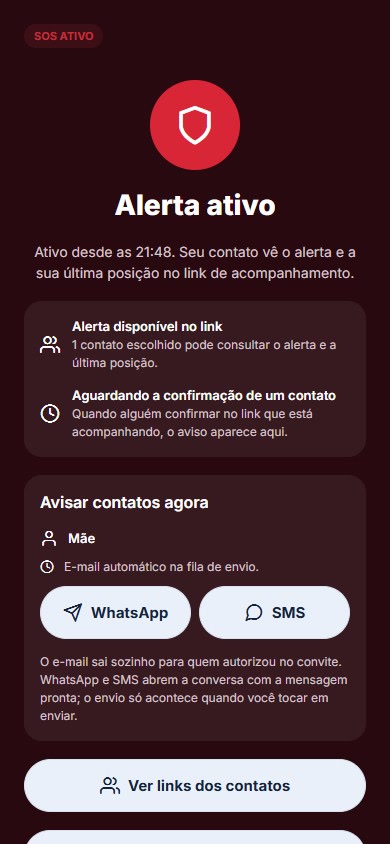 SOS ATIVO
Alerta ativo
Ativo desde as 21:48. Seu contato vê o alerta e a
sua última posição no link de acompanhamento.
Alerta disponível no link
1 contato escolhido pode consultar o alerta e a
última posição.
Aguardando a confirmação de um contato
Quando alguém confirmar no link que está
acompanhando, o aviso aparece aqui.
Avisar contatos agora
Mãe
E-mail automático na fila de envio.
WhatsApp
SMS
O e-mail sai sozinho para quem autorizou no convite.
WhatsApp e SMS abrem a conversa com a mensagem
pronta; o envio só acontece quando você tocar em
enviar.
Ver links dos contatos